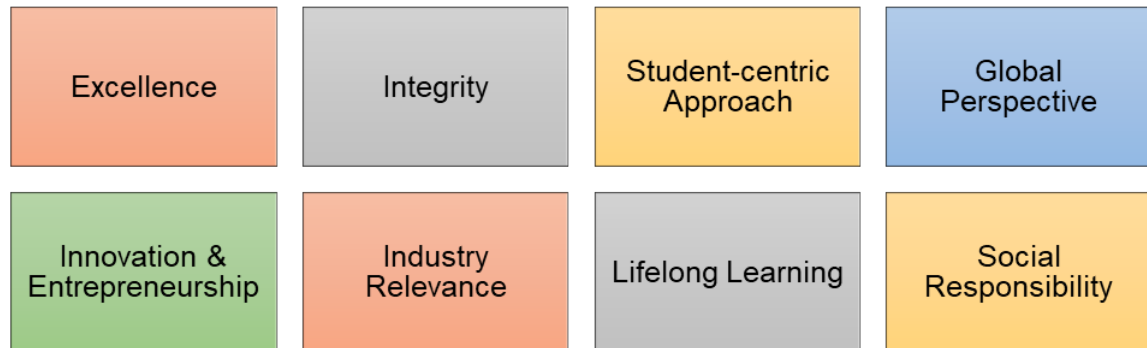 Excellence
Integrity
Student-centric
Approach
Global
Perspective
Innovation &
Entrepreneurship
Industry
Relevance
Lifelong Learning
Social
Responsibility